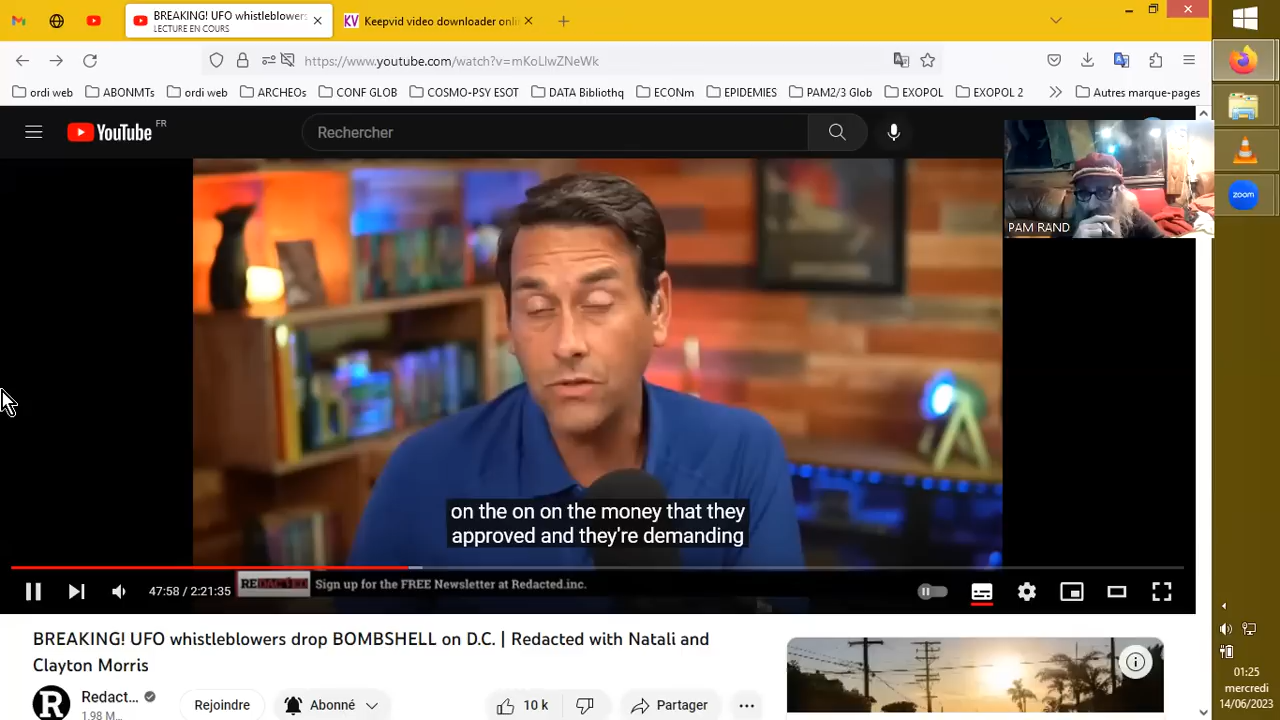 BREAKING! UFO whistleblowers
LECTURE EN COURS
KV Keepvid video downloader onli
https://www.youtube.com/watch?v=mKoLlwZNeWk
ordi web ABONMTs ordi web ARCHEOs CONF GLOB COSMO-PSY ESOT DATA Bibliothq ECONm EPIDEMIES PAM2/3 Glob EXOPOL EXOPOL 2 Autres marque-pages
YouTube FR
Rechercher
PAM RAND
zoom
on the on on the money that they
approved and they're demanding
47:58 / 2:21:35
REDACTED Sign up for the FREE Newsletter at Redacted.inc.
BREAKING! UFO whistleblowers drop BOMBSHELL on D.C. | Redacted with Natali and
Clayton Morris
R Redact...
1.98 M...
Rejoindre
Abonné
10 k
Partager
01:25
mercredi
14/06/2023